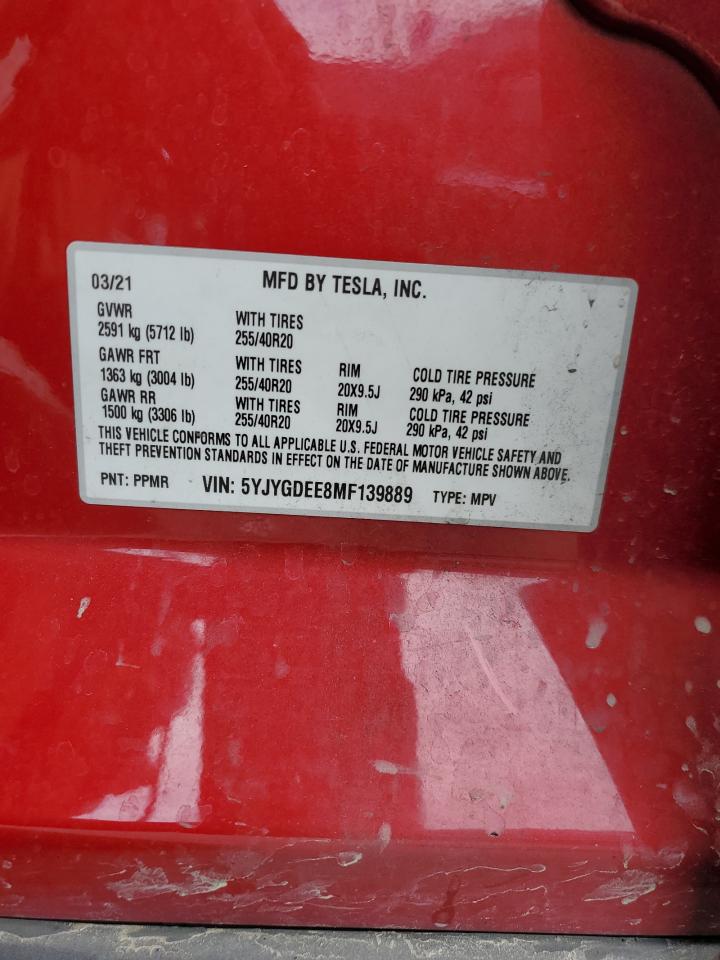 03/21 MFD BY TESLA, INC.
GVWR
2591 kg (5712 lb) WITH TIRES
255/40R20
GAWR FRT
1363 kg (3004 lb) WITH TIRES
255/40R20 RIM
20X9.5J COLD TIRE PRESSURE
290 kPa, 42 psi
GAWR RR
1500 kg (3306 lb) WITH TIRES
255/40R20 RIM
20X9.5J COLD TIRE PRESSURE
290 kPa, 42 psi
THIS VEHICLE CONFORMS TO ALL APPLICABLE U.S. FEDERAL MOTOR VEHICLE SAFETY AND
THEFT PREVENTION STANDARDS IN EFFECT ON THE DATE OF MANUFACTURE SHOWN ABOVE.
PNT: PPMR VIN: 5YJYGDEE8MF139889 TYPE: MPV